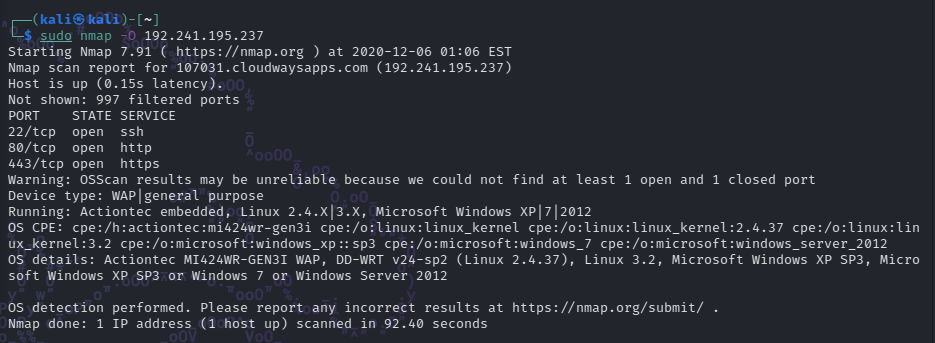 ┌──(kali㉿kali)-[~]
└─$ sudo nmap -O 192.241.195.237
Starting Nmap 7.91 ( https://nmap.org ) at 2020-12-06 01:06 EST
Nmap scan report for 107031.cloudwaysapps.com (192.241.195.237)
Host is up (0.15s latency).
Not shown: 997 filtered ports
PORT    STATE SERVICE
22/tcp  open  ssh
80/tcp  open  http
443/tcp open  https
Warning: OSScan results may be unreliable because we could not find at least 1 open and 1 closed port
Device type: WAP|general purpose
Running: Actiontec embedded, Linux 2.4.X|3.X, Microsoft Windows XP|7|2012
OS CPE: cpe:/h:actiontec:mi424wr-gen3i cpe:/o:linux:linux_kernel cpe:/o:linux:linux_kernel:2.4.37 cpe:/o:linux:lin
ux_kernel:3.2 cpe:/o:microsoft:windows_xp::sp3 cpe:/o:microsoft:windows_7 cpe:/o:microsoft:windows_server_2012
OS details: Actiontec MI424WR-GEN3I WAP, DD-WRT v24-sp2 (Linux 2.4.37), Linux 3.2, Microsoft Windows XP SP3, Micro
soft Windows XP SP3 or Windows 7 or Windows Server 2012
OS detection performed. Please report any incorrect results at https://nmap.org/submit/ .
Nmap done: 1 IP address (1 host up) scanned in 92.40 seconds